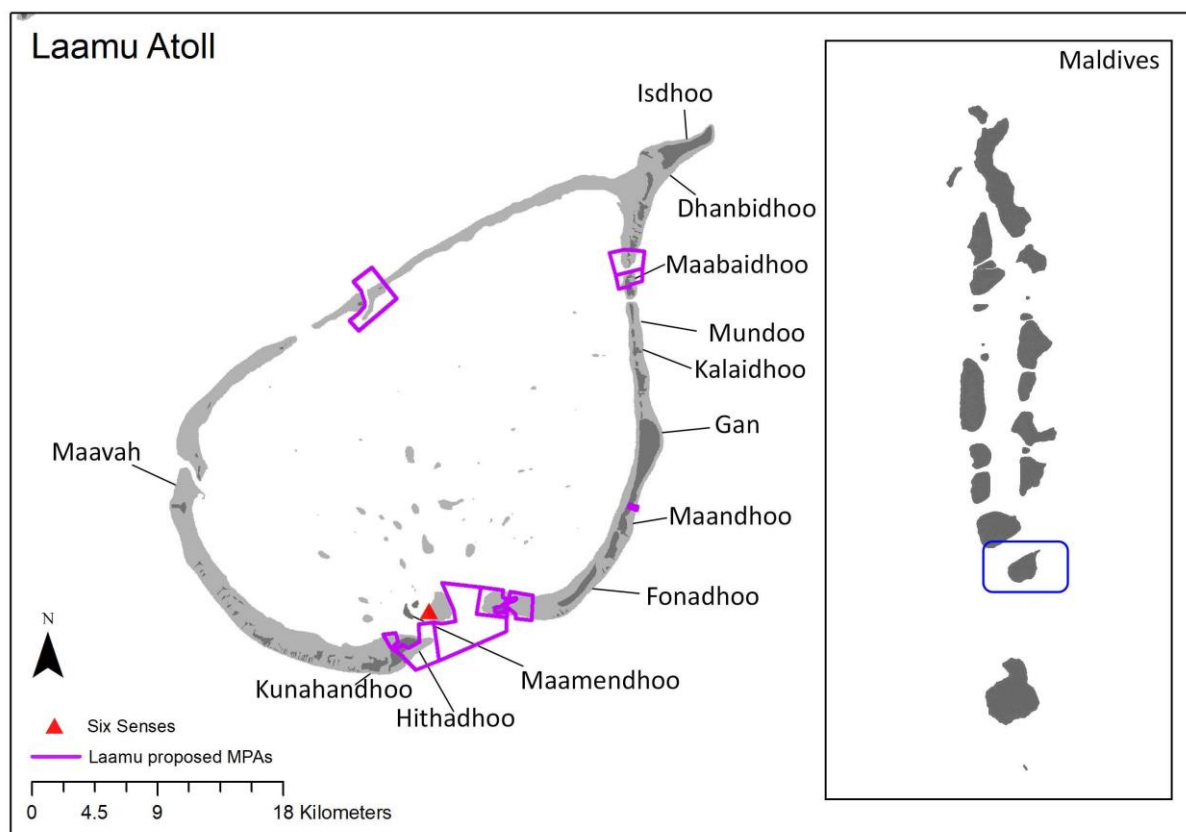 Laamu Atoll
Maldives
Isdhoo
Dhanbidhoo
Maabaidhoo
Mundoo
Kalaidhoo
Gan
Maavah
Maandhoo
Fonadhoo
N
Kunahandhoo
Maamendhoo
Hithadhoo
Six Senses
Laamu proposed MPAs
0 4.5 9 18 Kilometers